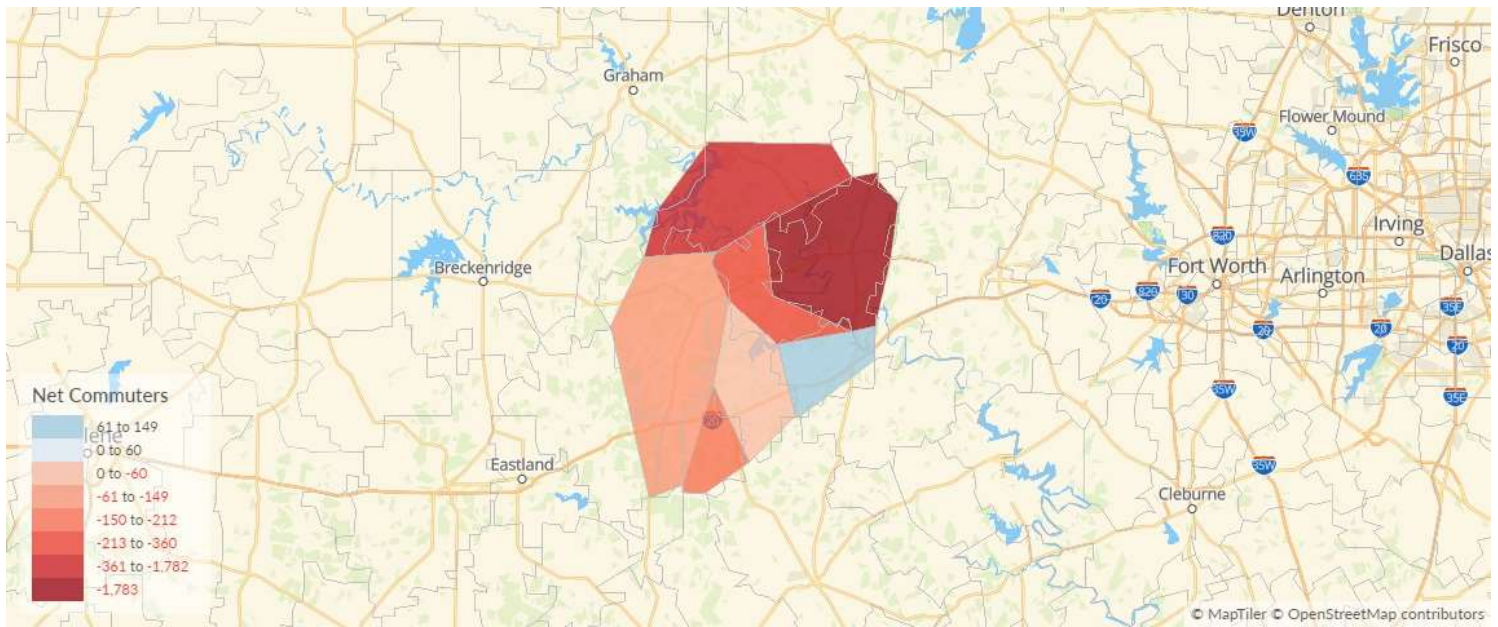 Denton
Frisco
Graham
Flower Mound
35W
635
Irving
820
Dallas
Breckenridge
Fort Worth
Arlington
20
820
30
35E
20
20
20
Net Commuters
61 to 149
lene
0 to 60
0 to -60
-61 to -149
-150 to -212
-213 to -360
-361 to -1,782
-1,783
35W
35E
20
Eastland
35W
Cleburne
© MapTiler © OpenStreetMap contributors